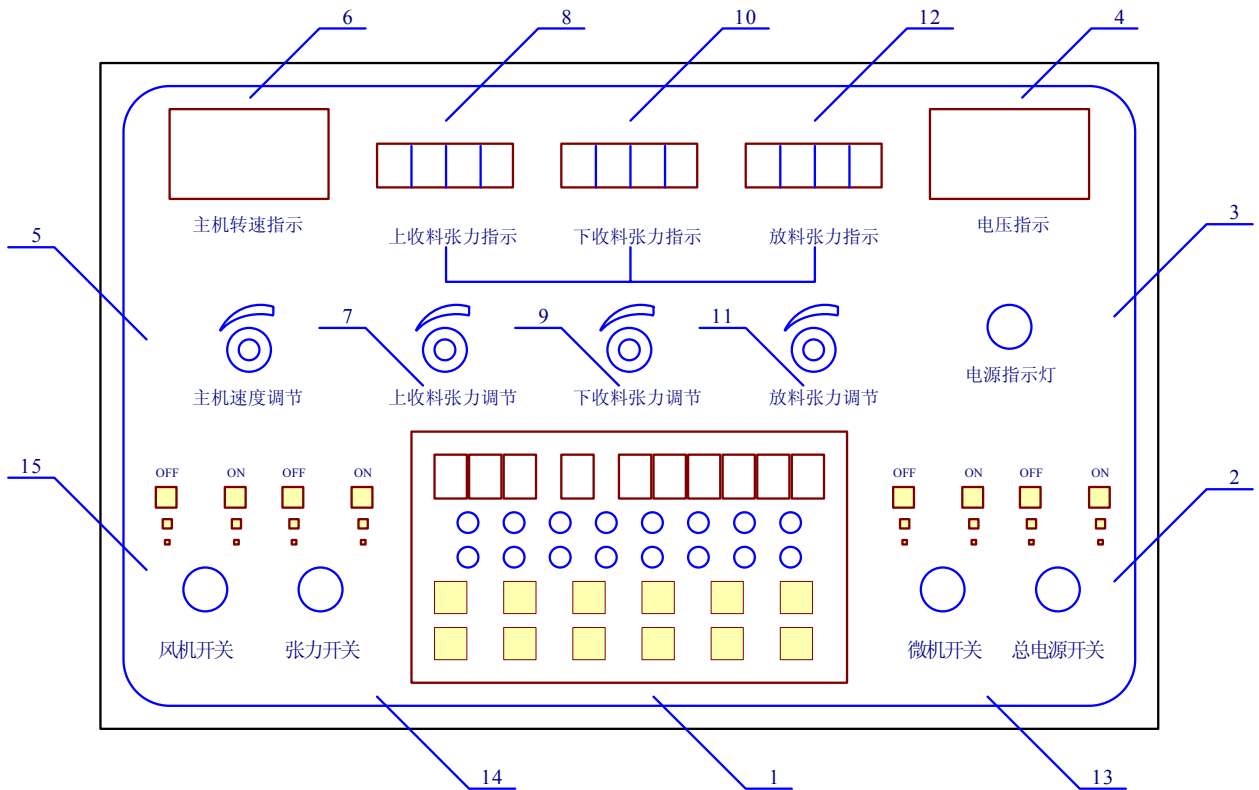 6 8 10 12 4
主机转速指示 上收料张力指示 下收料张力指示 放料张力指示 电压指示
5 3
7 9 11
主机速度调节 上收料张力调节 下收料张力调节 放料张力调节 电源指示灯
15 OFF ON OFF ON OFF ON OFF ON 2
风机开关 张力开关 微机开关 总电源开关
14 1 13